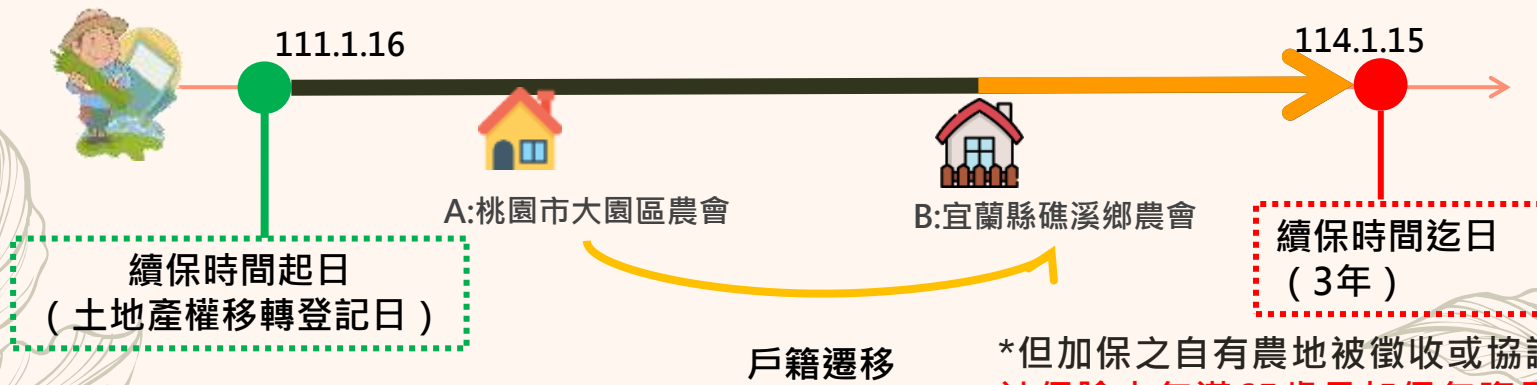 111.1.16
114.1.15
A:桃園市大園區農會
B:宜蘭縣礁溪鄉農會
續保時間起日
（土地產權移轉登記日）
續保時間迄日
（3年）
戶籍遷移
*但加保之自有農地被徵收或協